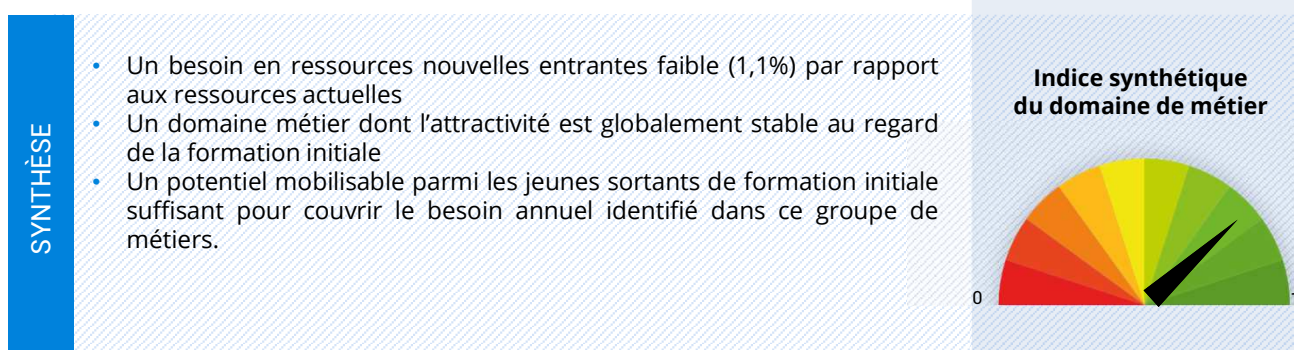 SYNTHÈSE
• Un besoin en ressources nouvelles entrantes faible (1,1%) par rapport
aux ressources actuelles
• Un domaine métier dont l'attractivité est globalement stable au regard
de la formation initiale
• Un potentiel mobilisable parmi les jeunes sortants de formation initiale
suffisant pour couvrir le besoin annuel identifié dans ce groupe de
métiers.
Indice synthétique
du domaine de métier
0